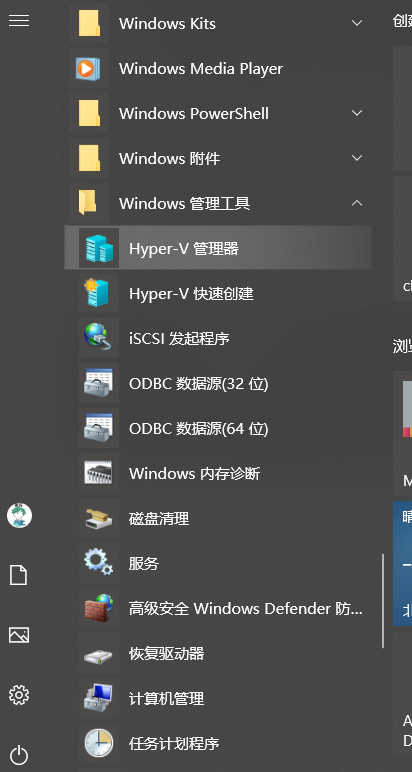 Windows Kits
Windows Media Player
Windows PowerShell
Windows 附件
Windows 管理工具
Hyper-V 管理器
Hyper-V 快速创建
iSCSI 发起程序
ODBC 数据源(32 位)
ODBC 数据源(64 位)
Windows 内存诊断
磁盘清理
服务
高级安全 Windows Defender 防...
恢复驱动器
计算机管理
任务计划程序
创
cl
浏
M
晴
北
A
D